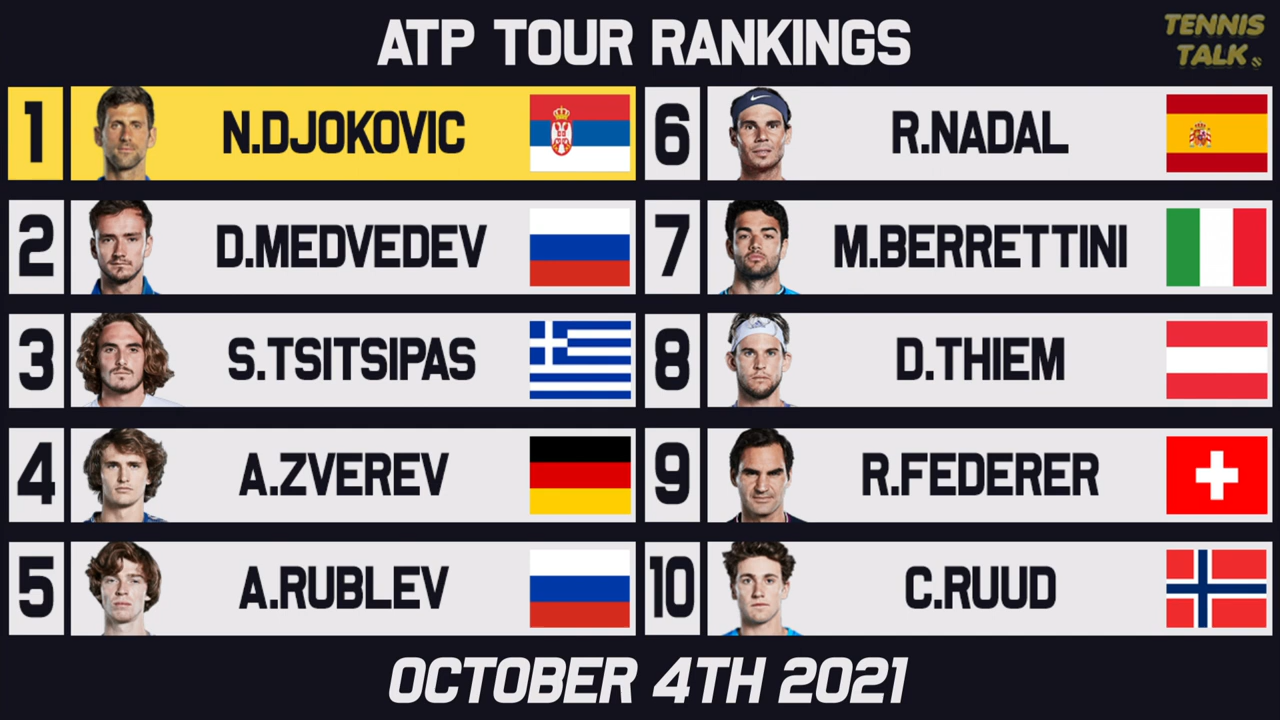 ATP TOUR RANKINGS
TENNIS
TALK
1 N.DJOKOVIC
2 D.MEDVEDEV
3 S.TSITSIPAS
4 A.ZVEREV
5 A.RUBLEV
6 R.NADAL
7 M.BERRETTINI
8 D.THIEM
9 R.FEDERER
10 C.RUUD
OCTOBER 4TH 2021